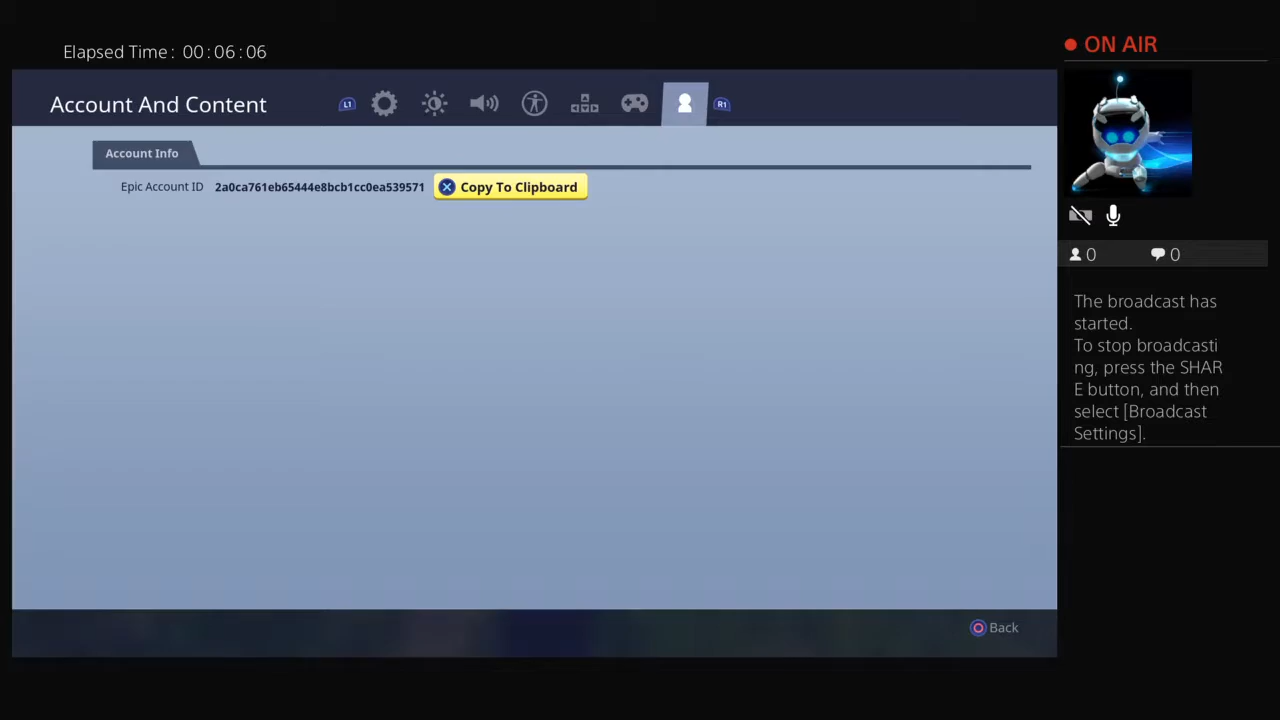 Elapsed Time: 00:06:06
ON AIR
Account And Content
L1
R1
Account Info
Epic Account ID 2a0ca761eb65444e8bcb1cc0ea539571 Copy To Clipboard
0 0
The broadcast has
started.
To stop broadcasti
ng, press the SHAR
E button, and then
select [Broadcast
Settings].
Back